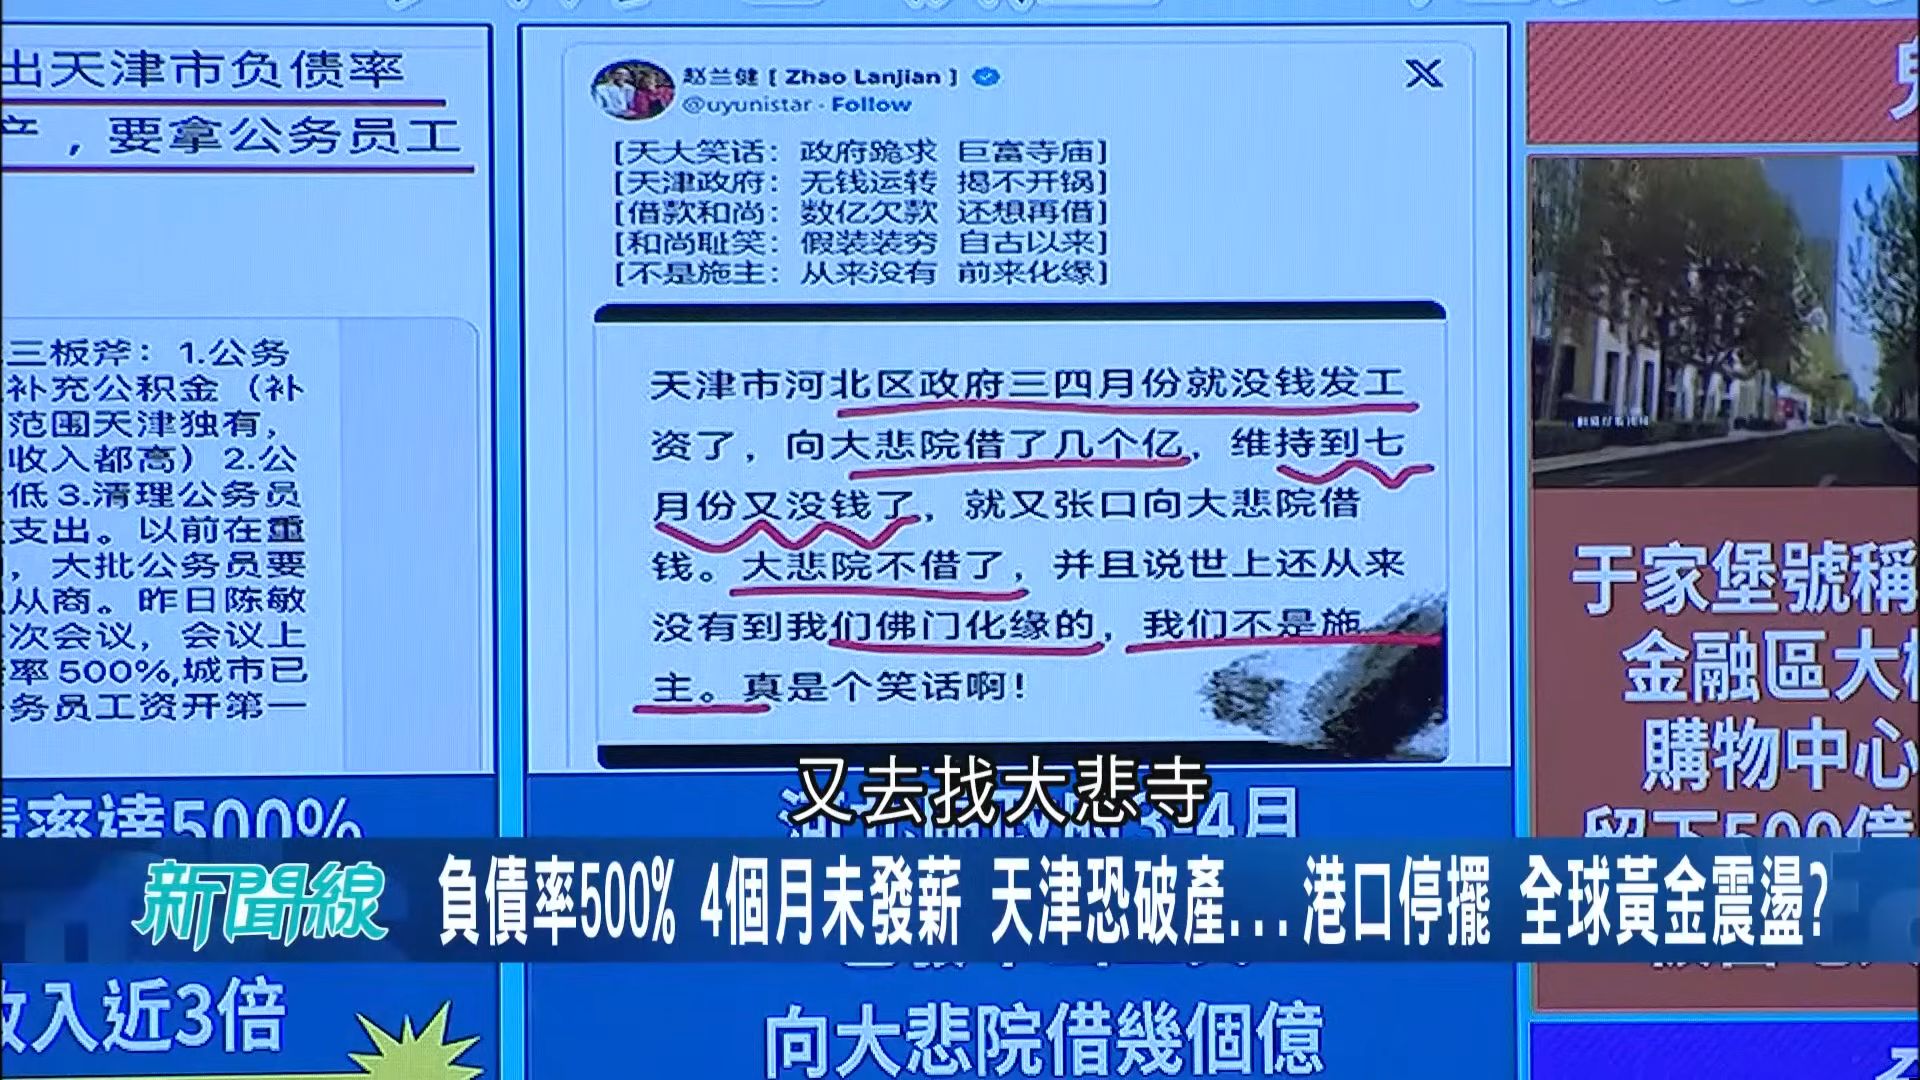 出天津市负债率
产，要拿公务员工
三板斧：1.公务
补充公积金（补
范围天津独有，
收入都高）2.公
低3.清理公务员
支出。以前在重
，大批公务员要
从商。昨日陈敏
次会议，会议上
率500%,城市已
务员工资开第一
率達500%
收入近3倍
赵兰健 [ Zhao Lanjian ]
@uyunistar · Follow
[天大笑话：政府跪求 巨富寺庙]
[天津政府：无钱运转 揭不开锅]
[借款和尚：数亿欠款 还想再借]
[和尚耻笑：假装装穷 自古以来]
[不是施主：从来没有 前来化缘]
天津市河北区政府三四月份就没钱发工
资了，向大悲院借了几个亿，维持到七
月份又没钱了，就又张口向大悲院借
钱。大悲院不借了，并且说世上还从来
没有到我们佛门化缘的，我们不是施
主。真是个笑话啊！
又去找大悲寺
新聞線
負債率500% 4個月未發薪 天津恐破產...港口停擺 全球黃金震盪?
向大悲院借幾個億
于家堡號稱
金融區大
購物中心
留下500億